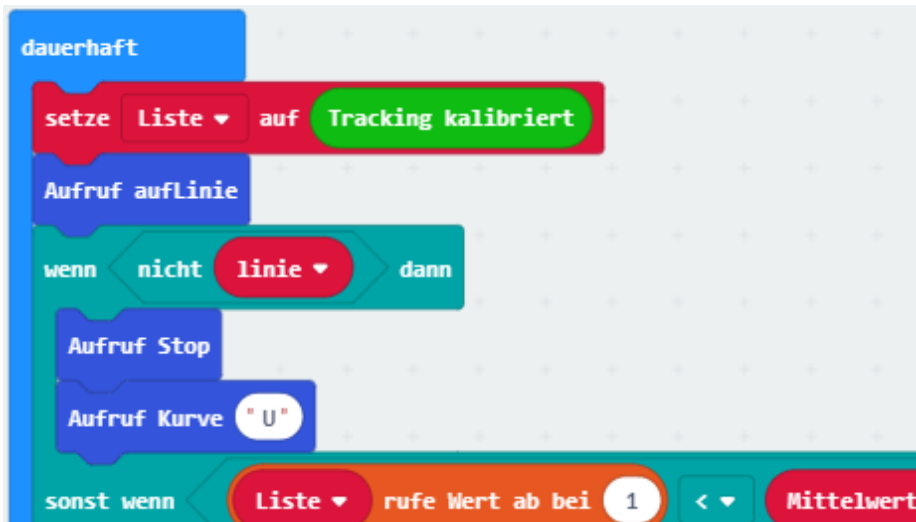 dauerhaft
setze Liste auf Tracking kalibriert
Aufruf aufLinie
wenn nicht linie dann
Aufruf Stop
Aufruf Kurve "U"
sonst wenn Liste rufe Wert ab bei 1 < Mittelwert